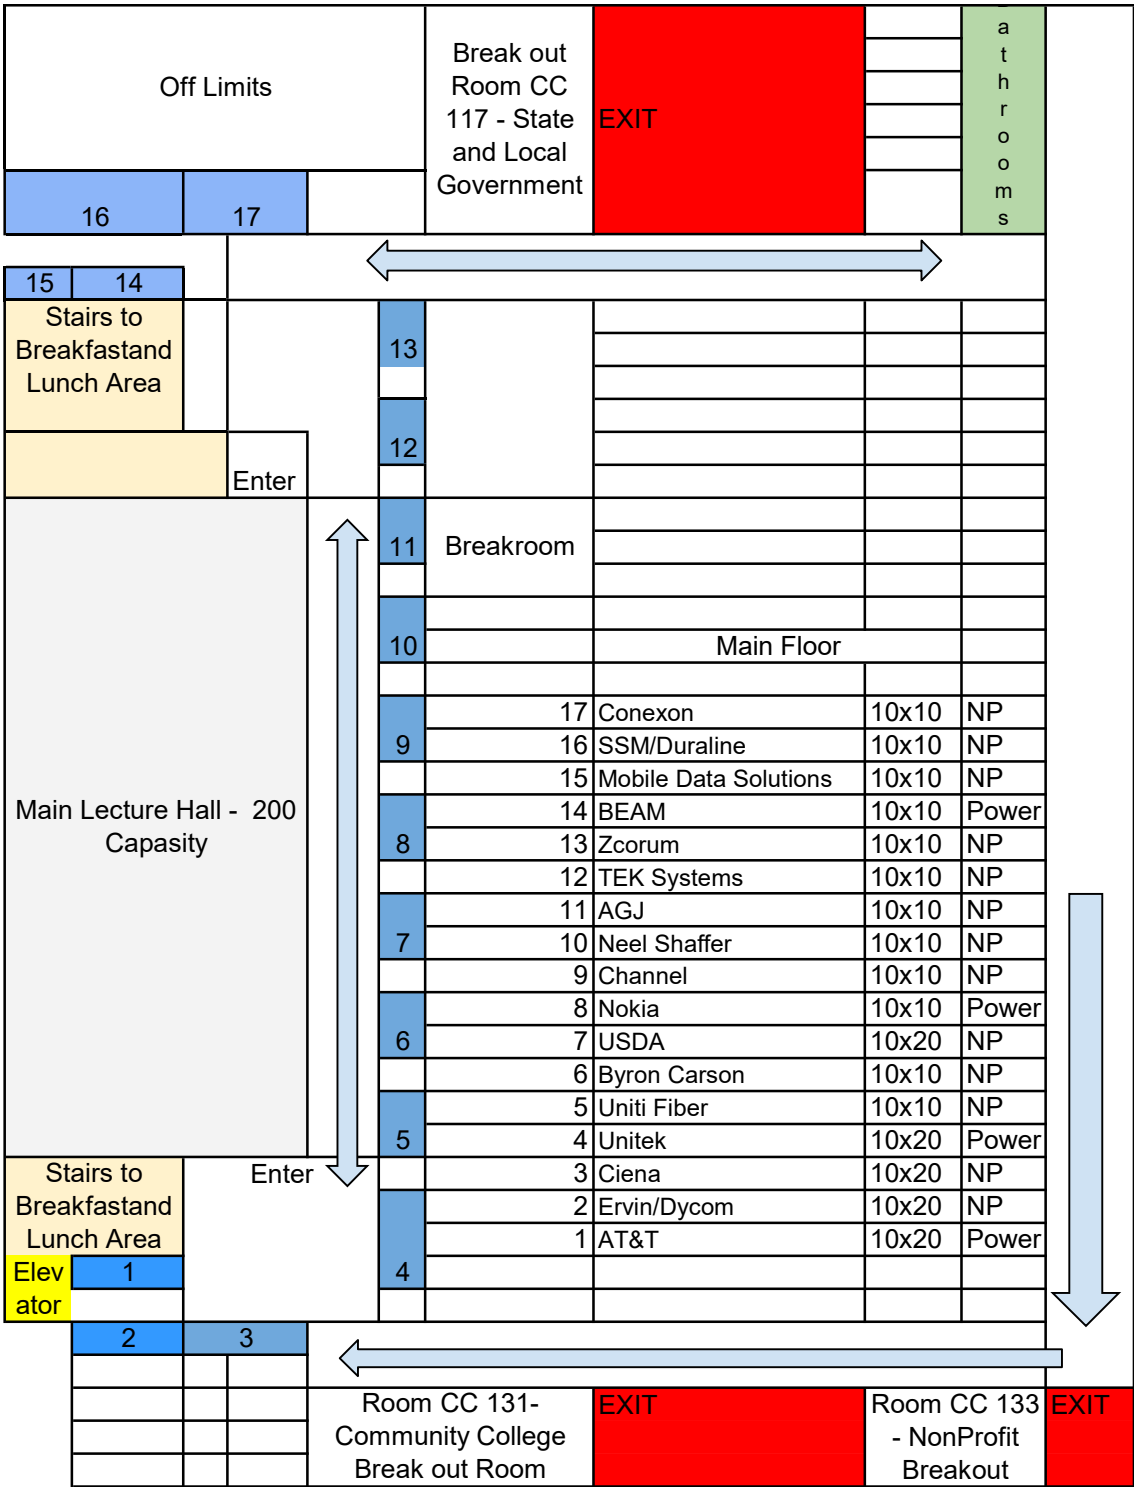 Off Limits
Break out
Room CC
117 - State
and Local
Government
EXIT
athrooms
16
17
15
14
Stairs to
Breakfastand
Lunch Area
13
12
Enter
11
Breakroom
10
Main Floor
17 Conexon 10x10 NP
9
16 SSM/Duraline 10x10 NP
15 Mobile Data Solutions 10x10 NP
Main Lecture Hall - 200
Capasity
14 BEAM 10x10 Power
8
13 Zcorum 10x10 NP
12 TEK Systems 10x10 NP
11 AGJ 10x10 NP
7
10 Neel Shaffer 10x10 NP
9 Channel 10x10 NP
8 Nokia 10x10 Power
6
7 USDA 10x20 NP
6 Byron Carson 10x10 NP
5 Uniti Fiber 10x10 NP
5
4 Unitek 10x20 Power
Stairs to
Breakfastand
Lunch Area
Enter
3 Ciena 10x20 NP
2 Ervin/Dycom 10x20 NP
1 AT&T 10x20 Power
Elev
ator
1
4
2
3
Room CC 131-
Community College
Break out Room
EXIT
Room CC 133
- NonProfit
Breakout
EXIT